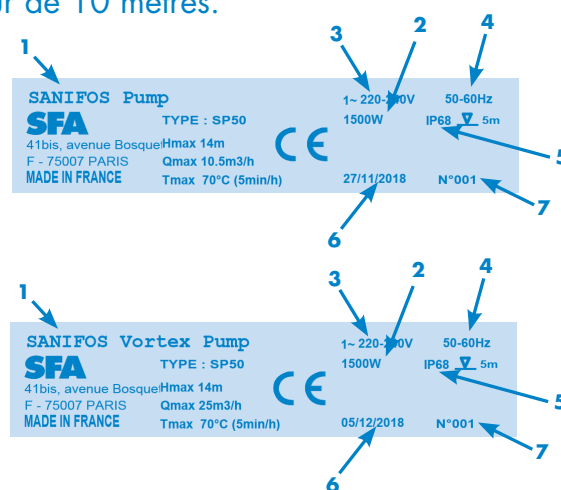 ur de 10 mètres.
1
3
2
4
SANIFOS Pump
1~ 220-240V
50-60Hz
SFA
TYPE : SP50
1500W
IP68
5m
41bis, avenue Bosquet
Hmax 14m
CE
5
F - 75007 PARIS
Qmax 10.5m3/h
MADE IN FRANCE
Tmax 70°C (5min/h)
27/11/2018
N°001
6
7
1
3
2
4
SANIFOS Vortex Pump
1~ 220-240V
50-60Hz
SFA
TYPE : SP50
1500W
IP68
5m
41bis, avenue Bosquet
Hmax 14m
CE
5
F - 75007 PARIS
Qmax 25m3/h
MADE IN FRANCE
Tmax 70°C (5min/h)
05/12/2018
N°001
6
7